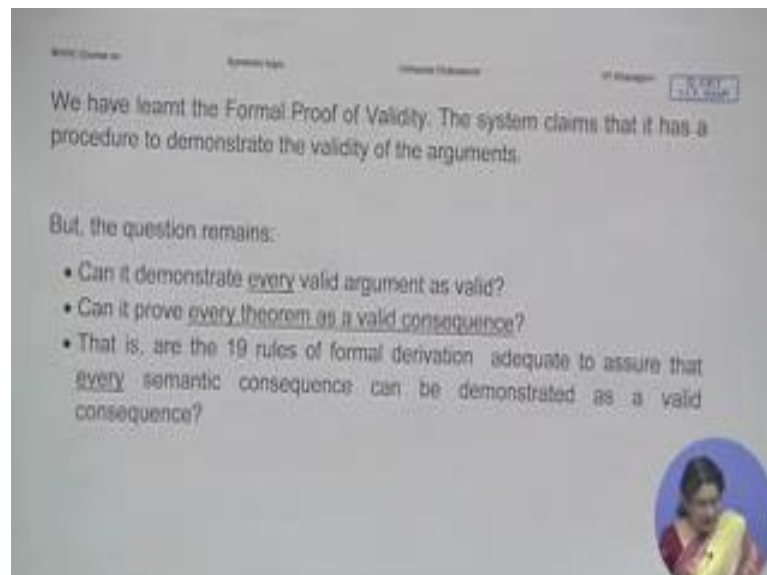 Symbolic logic
We have learnt the Formal Proof of Validity. The system claims that it has a
procedure to demonstrate the validity of the arguments.
But, the question remains:
• Can it demonstrate every valid argument as valid?
• Can it prove every theorem as a valid consequence?
• That is, are the 19 rules of formal derivation adequate to assure that
every semantic consequence can be demonstrated as a valid
consequence?